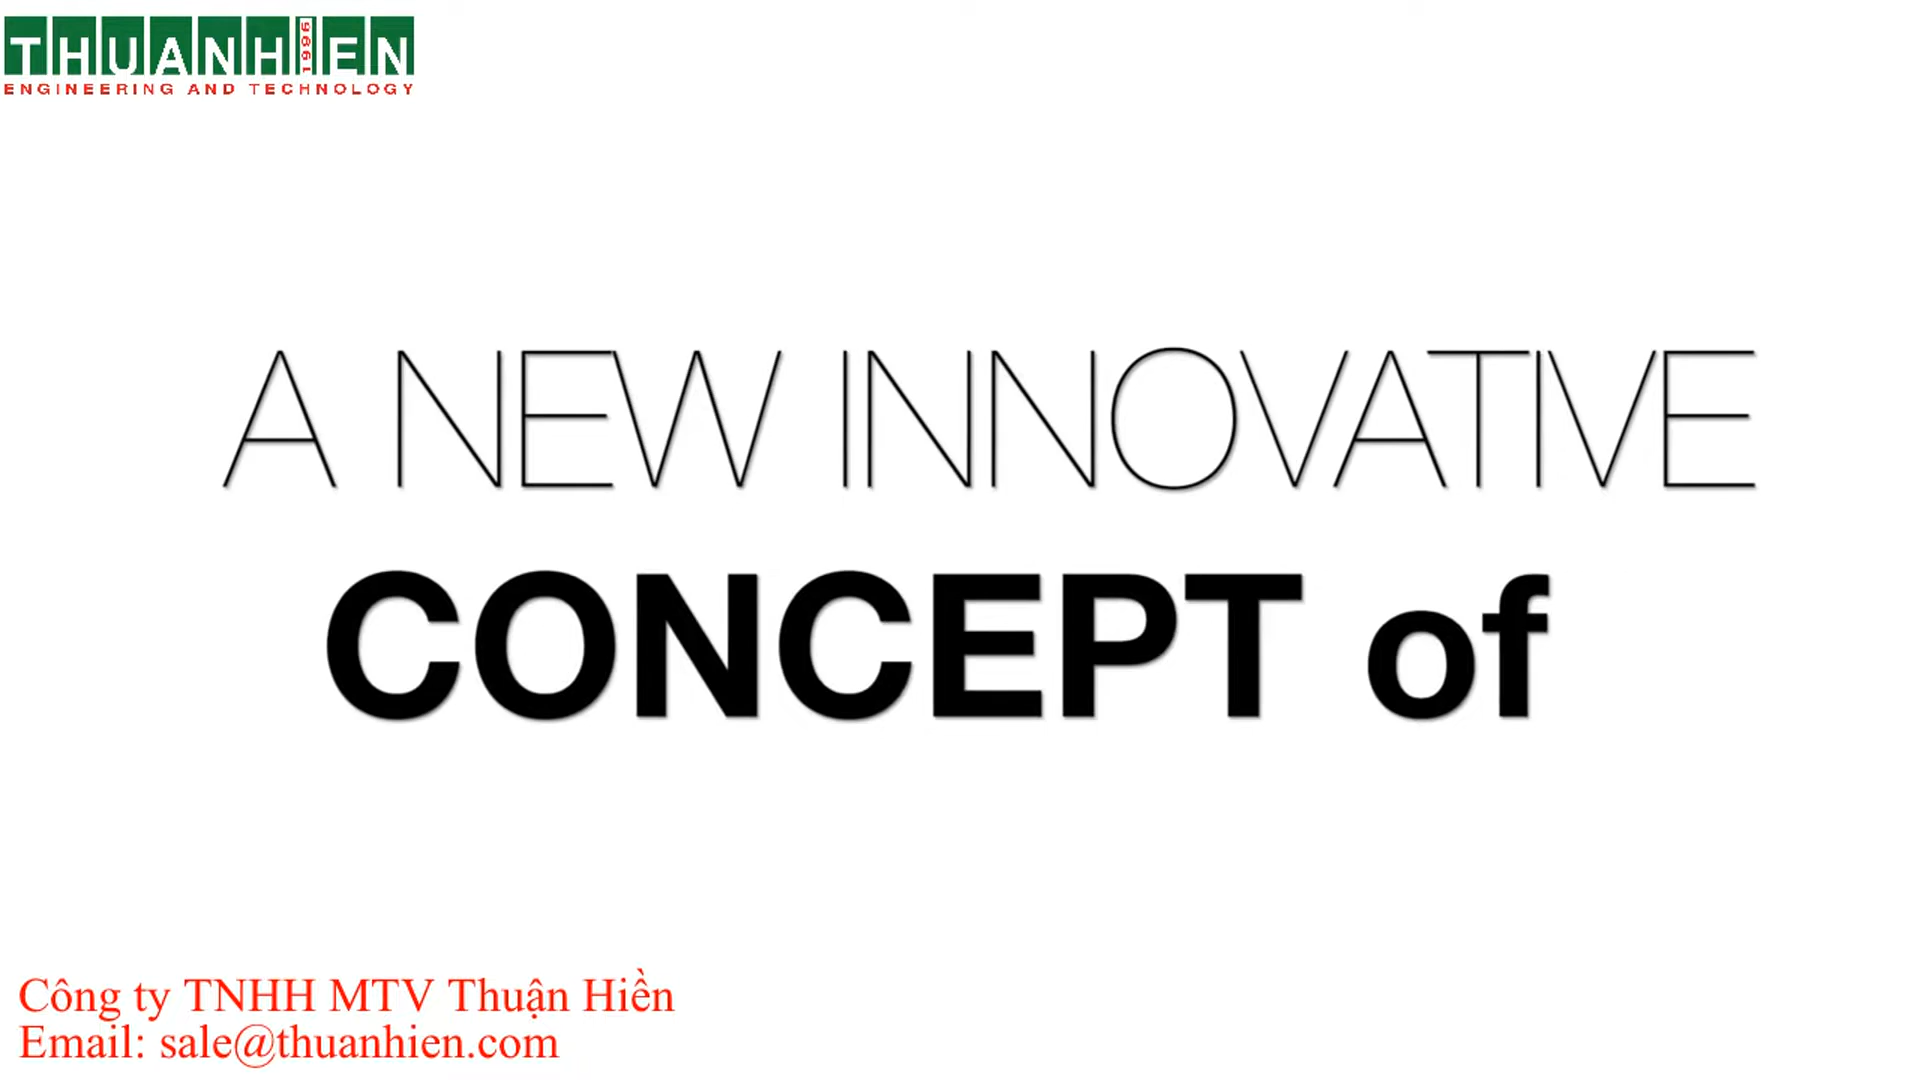 THUANHIEN
1996
ENGINEERING AND TECHNOLOGY
A NEW INNOVATIVE
CONCEPT of
Công ty TNHH MTV Thuận Hiền
Email: sale@thuanhien.com